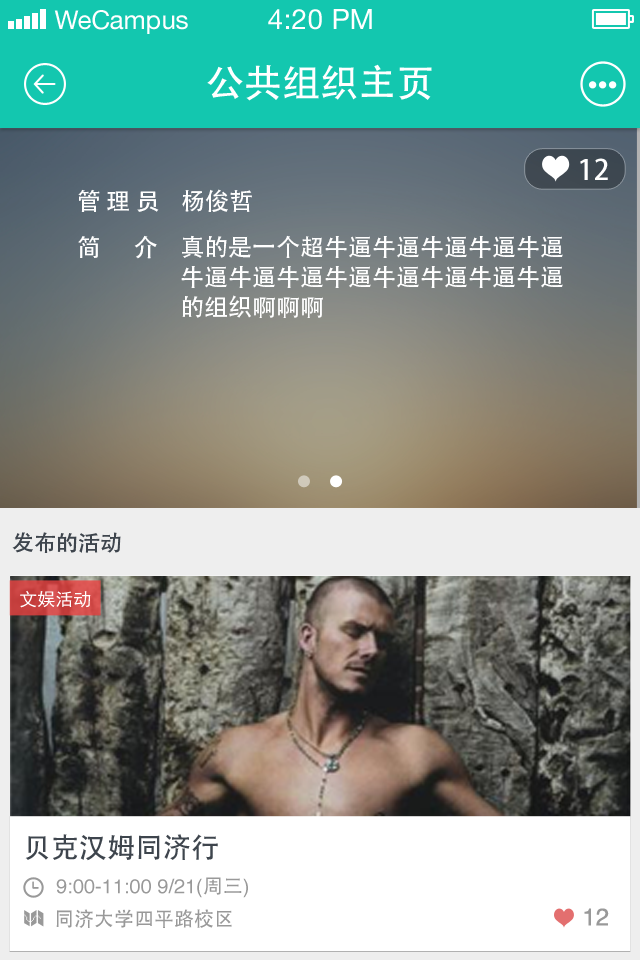 WeCampus 4:20 PM
公共组织主页
12
管理员 杨俊哲
简介 真的是一个超牛逼牛逼牛逼牛逼牛逼
牛逼牛逼牛逼牛逼牛逼牛逼牛逼牛逼
的组织啊啊啊
发布的活动
文娱活动
贝克汉姆同济行
9:00-11:00 9/21(周三)
同济大学四平路校区 12